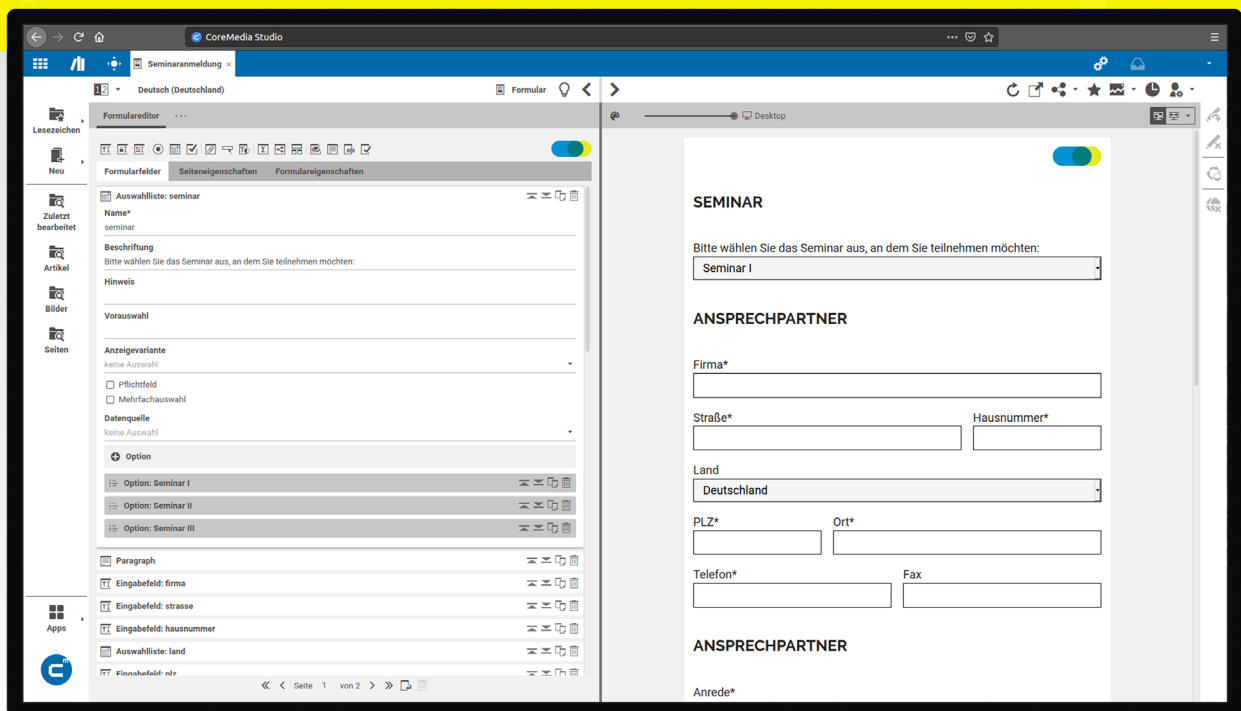 CoreMedia Studio
Seminaranmeldung ×
Deutsch (Deutschland)
Formular
Lesezeichen
Neu
Zuletzt
bearbeitet
Artikel
Bilder
Seiten
Apps
Formulareditor ...
Formularfelder Seiteneigenschaften Formulareigenschaften
Auswahlliste: seminar
Name*
seminar
Beschriftung
Bitte wählen Sie das Seminar aus, an dem Sie teilnehmen möchten:
Hinweis
Vorauswahl
Anzeigevariante
keine Auswahl
Pflichtfeld
Mehrfachauswahl
Datenquelle
keine Auswahl
Option
Option: Seminar I
Option: Seminar II
Option: Seminar III
Paragraph
Eingabefeld: firma
Eingabefeld: strasse
Eingabefeld: hausnummer
Auswahlliste: land
Eingabefeld: plz
Seite 1 von 2
Desktop
SEMINAR
Bitte wählen Sie das Seminar aus, an dem Sie teilnehmen möchten:
Seminar I
ANSPRECHPARTNER
Firma*
Straße* Hausnummer*
Land
Deutschland
PLZ* Ort*
Telefon* Fax
ANSPRECHPARTNER
Anrede*